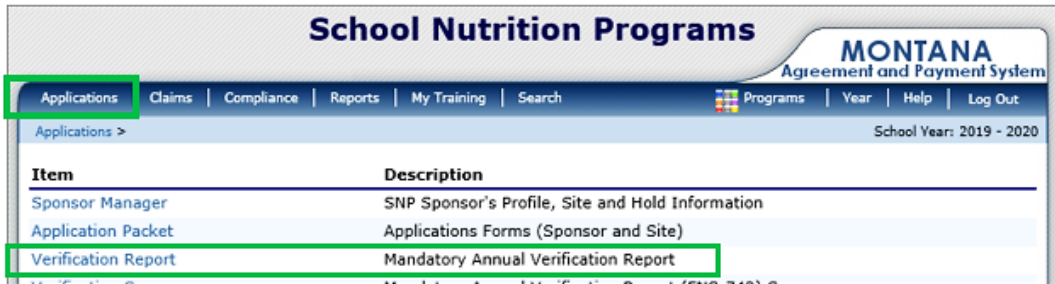 School Nutrition Programs
MONTANA
Agreement and Payment System
Applications | Claims | Compliance | Reports | My Training | Search Programs | Year | Help | Log Out
Applications > School Year: 2019 - 2020
Item Description
Sponsor Manager SNP Sponsor's Profile, Site and Hold Information
Application Packet Applications Forms (Sponsor and Site)
Verification Report Mandatory Annual Verification Report